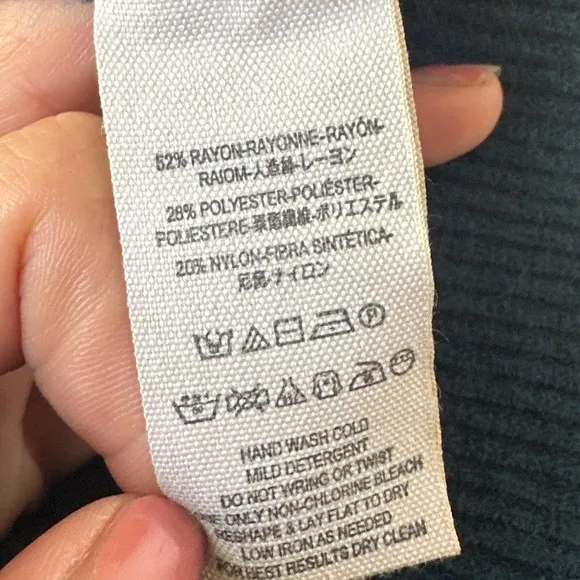 52% RAYON-RAYONNE-RAYÓN-
RAIOM-人造絲-レーヨン
28% POLYESTER-POLIÉSTER-
POLIESTERE-聚酯纖維-ポリエステル
20% NYLON-FIBRA SINTÉTICA-
尼龍-ナイロン
HAND WASH COLD
MILD DETERGENT
DO NOT WRING OR TWIST
ONLY NON-CHLORINE BLEACH
RESHAPE & LAY FLAT TO DRY
LOW IRON AS NEEDED
FOR BEST RESULTS DRY CLEAN